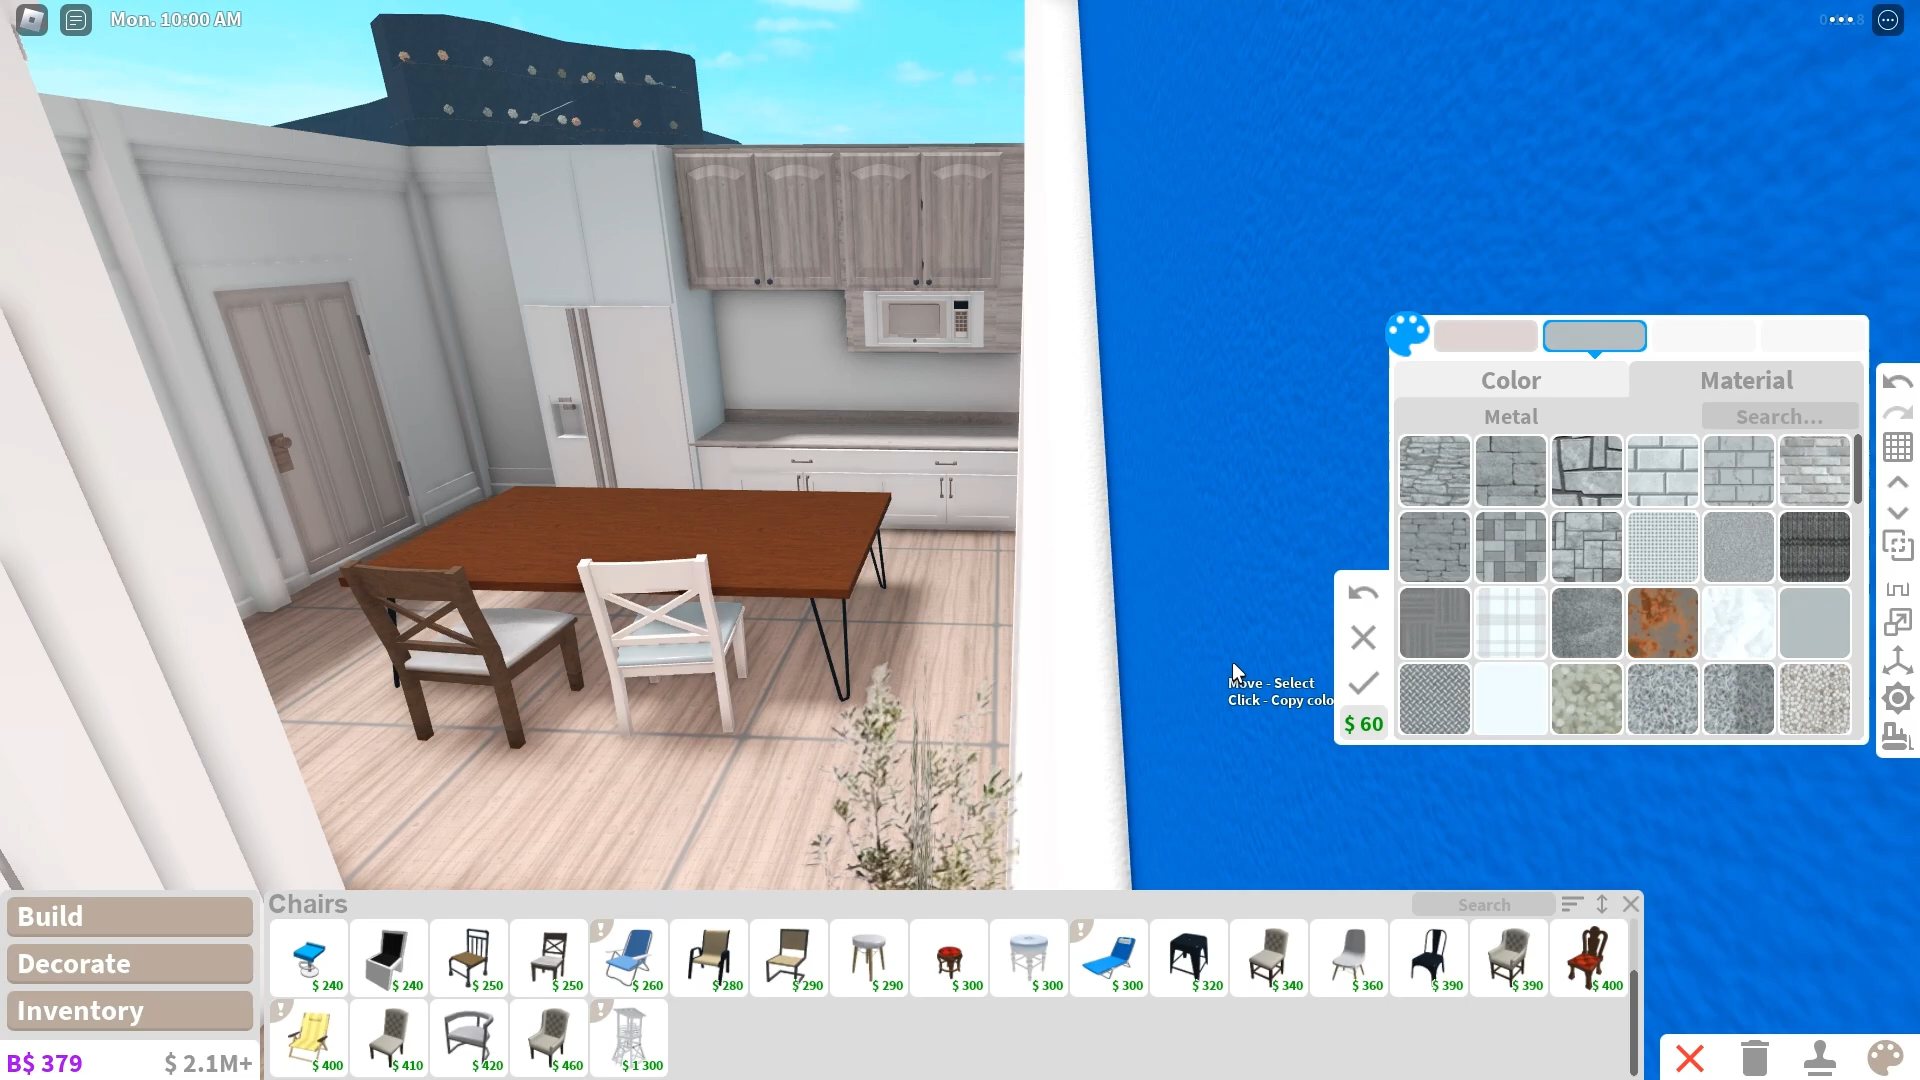 Mon. 10:00 AM
Color
Material
Metal
Search...
Move - Select
Click - Copy colo
$ 60
Build
Decorate
Inventory
B$ 379
$ 2.1M+
Chairs
Search
$ 240
$ 240
$ 250
$ 250
$ 260
$ 280
$ 290
$ 290
$ 300
$ 300
$ 300
$ 320
$ 340
$ 360
$ 390
$ 390
$ 400
$ 400
$ 410
$ 420
$ 460
$ 1 300